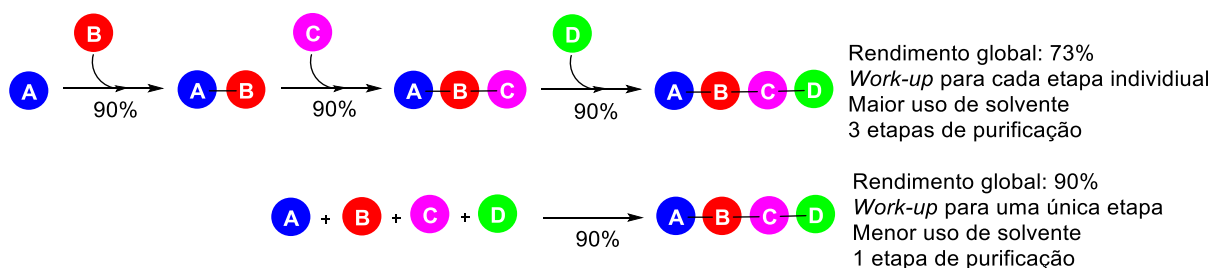 B C D
A 90% A B 90% A B C 90% A B C D
Rendimento global: 73%
Work-up para cada etapa individiual
Maior uso de solvente
3 etapas de purificação
A + B + C + D 90% A B C D
Rendimento global: 90%
Work-up para uma única etapa
Menor uso de solvente
1 etapa de purificação